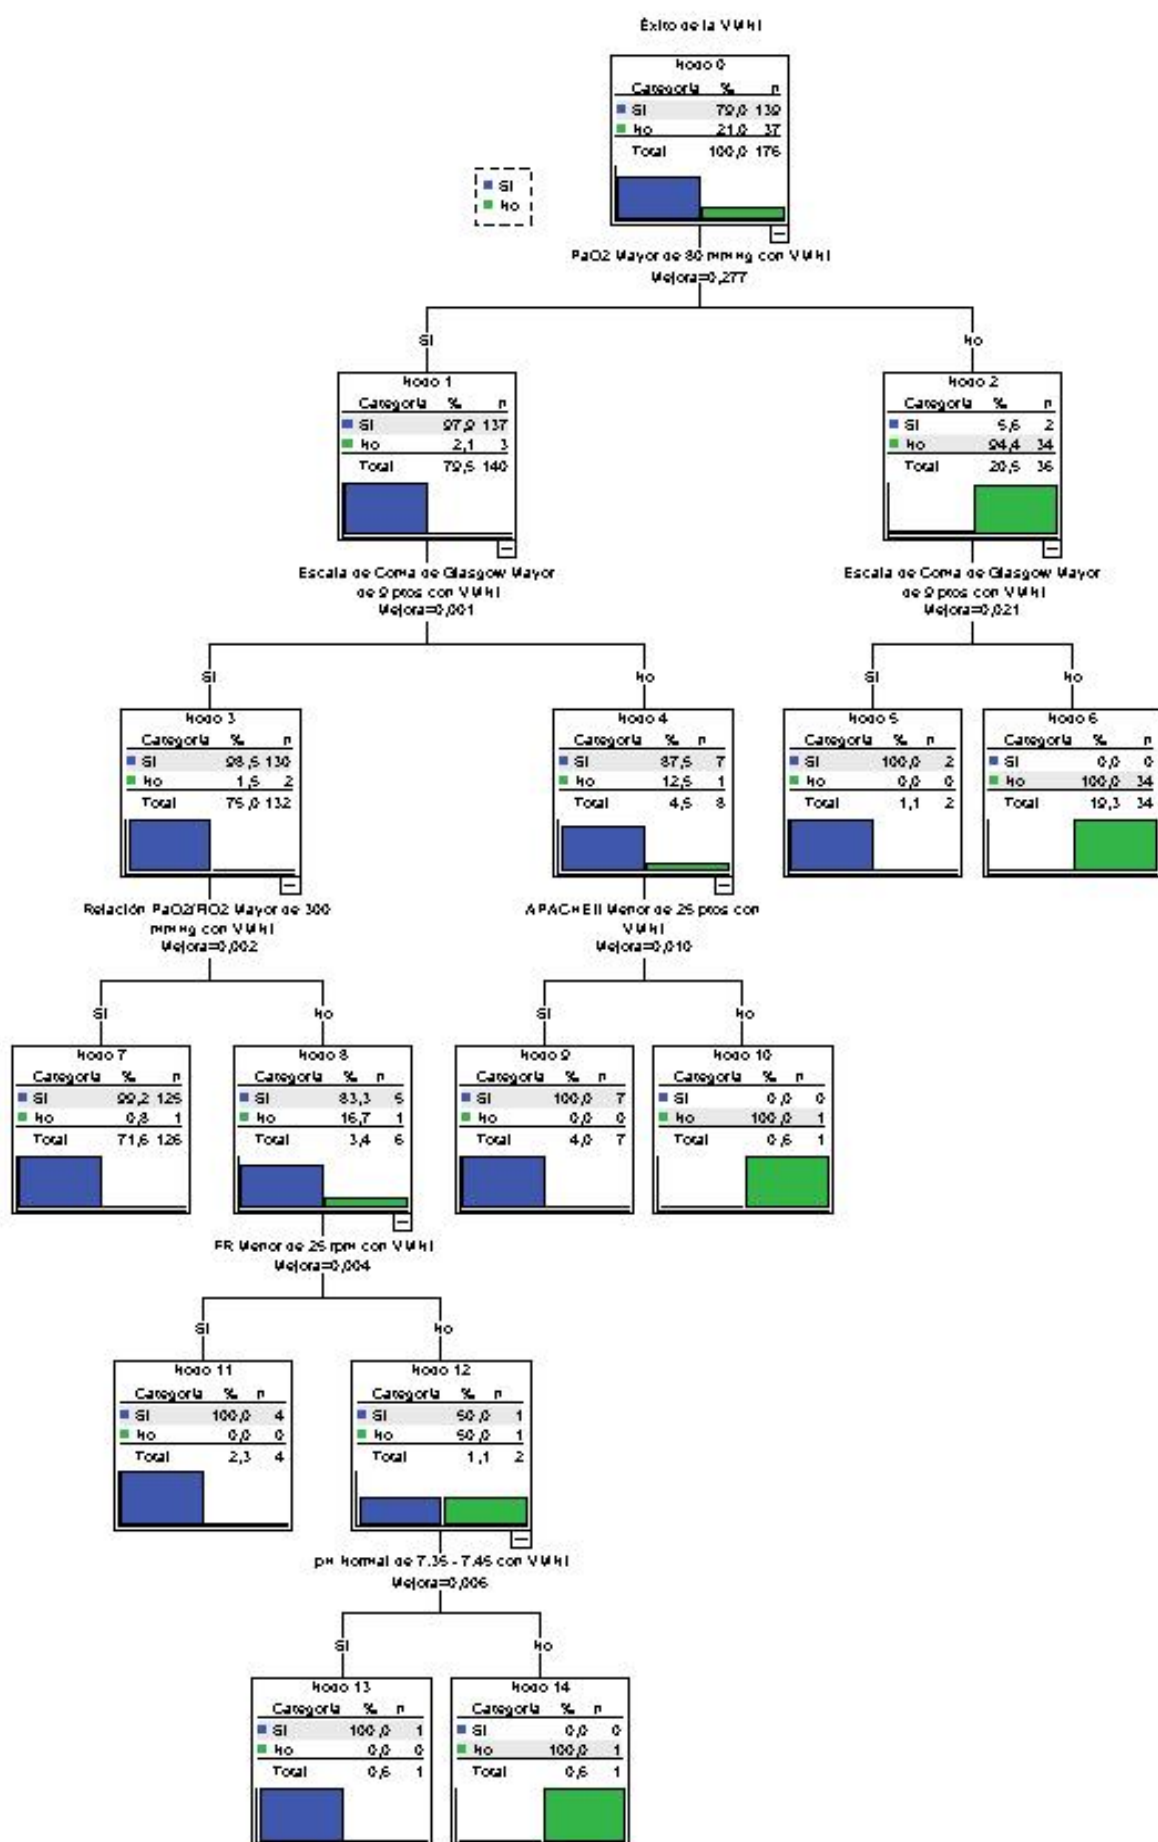 Éxito de la VMNI
Nodo 0
Categoría % n
SI 79,0 139
No 21,0 37
Total 100,0 176
SI
No
PaO2 Mayor de 80 mmHg con VMNI
Mejora=0,277
SI
No
Nodo 1
Categoría % n
SI 97,9 137
No 2,1 3
Total 79,5 140
Nodo 2
Categoría % n
SI 5,6 2
No 94,4 34
Total 20,5 36
Escala de Coma de Glasgow Mayor
de 9 ptos con VMNI
Mejora=0,001
Escala de Coma de Glasgow Mayor
de 9 ptos con VMNI
Mejora=0,021
SI
No
SI
No
Nodo 3
Categoría % n
SI 98,5 130
No 1,5 2
Total 75,0 132
Nodo 4
Categoría % n
SI 87,5 7
No 12,5 1
Total 4,5 8
Nodo 5
Categoría % n
SI 100,0 2
No 0,0 0
Total 1,1 2
Nodo 6
Categoría % n
SI 0,0 0
No 100,0 34
Total 19,3 34
Relación PaO2/FIO2 Mayor de 300
mmHg con VMNI
Mejora=0,002
APACHEII Menor de 25 ptos con
VMNI
Mejora=0,010
SI
No
SI
No
Nodo 7
Categoría % n
SI 99,2 125
No 0,8 1
Total 71,6 126
Nodo 8
Categoría % n
SI 83,3 5
No 16,7 1
Total 3,4 6
Nodo 9
Categoría % n
SI 100,0 7
No 0,0 0
Total 4,0 7
Nodo 10
Categoría % n
SI 0,0 0
No 100,0 1
Total 0,6 1
FR Menor de 25 rpm con VMNI
Mejora=0,004
SI
No
Nodo 11
Categoría % n
SI 100,0 4
No 0,0 0
Total 2,3 4
Nodo 12
Categoría % n
SI 50,0 1
No 50,0 1
Total 1,1 2
pH Normal de 7.35 - 7.45 con VMNI
Mejora=0,006
SI
No
Nodo 13
Categoría % n
SI 100,0 1
No 0,0 0
Total 0,6 1
Nodo 14
Categoría % n
SI 0,0 0
No 100,0 1
Total 0,6 1